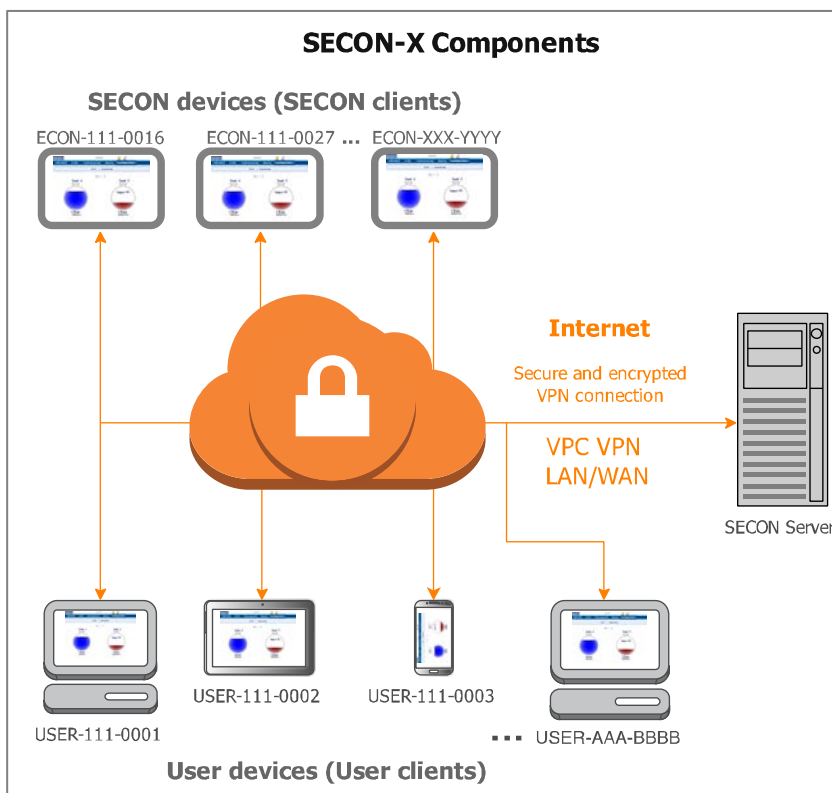 SECON-X Components
SECON devices (SECON clients)
ECON-111-0016 ECON-111-0027 ... ECON-XXX-YYYY
Internet
Secure and encrypted
VPN connection
VPC VPN
LAN/WAN
SECON Server
USER-111-0001
USER-111-0002
USER-111-0003
... USER-AAA-BBBB
User devices (User clients)